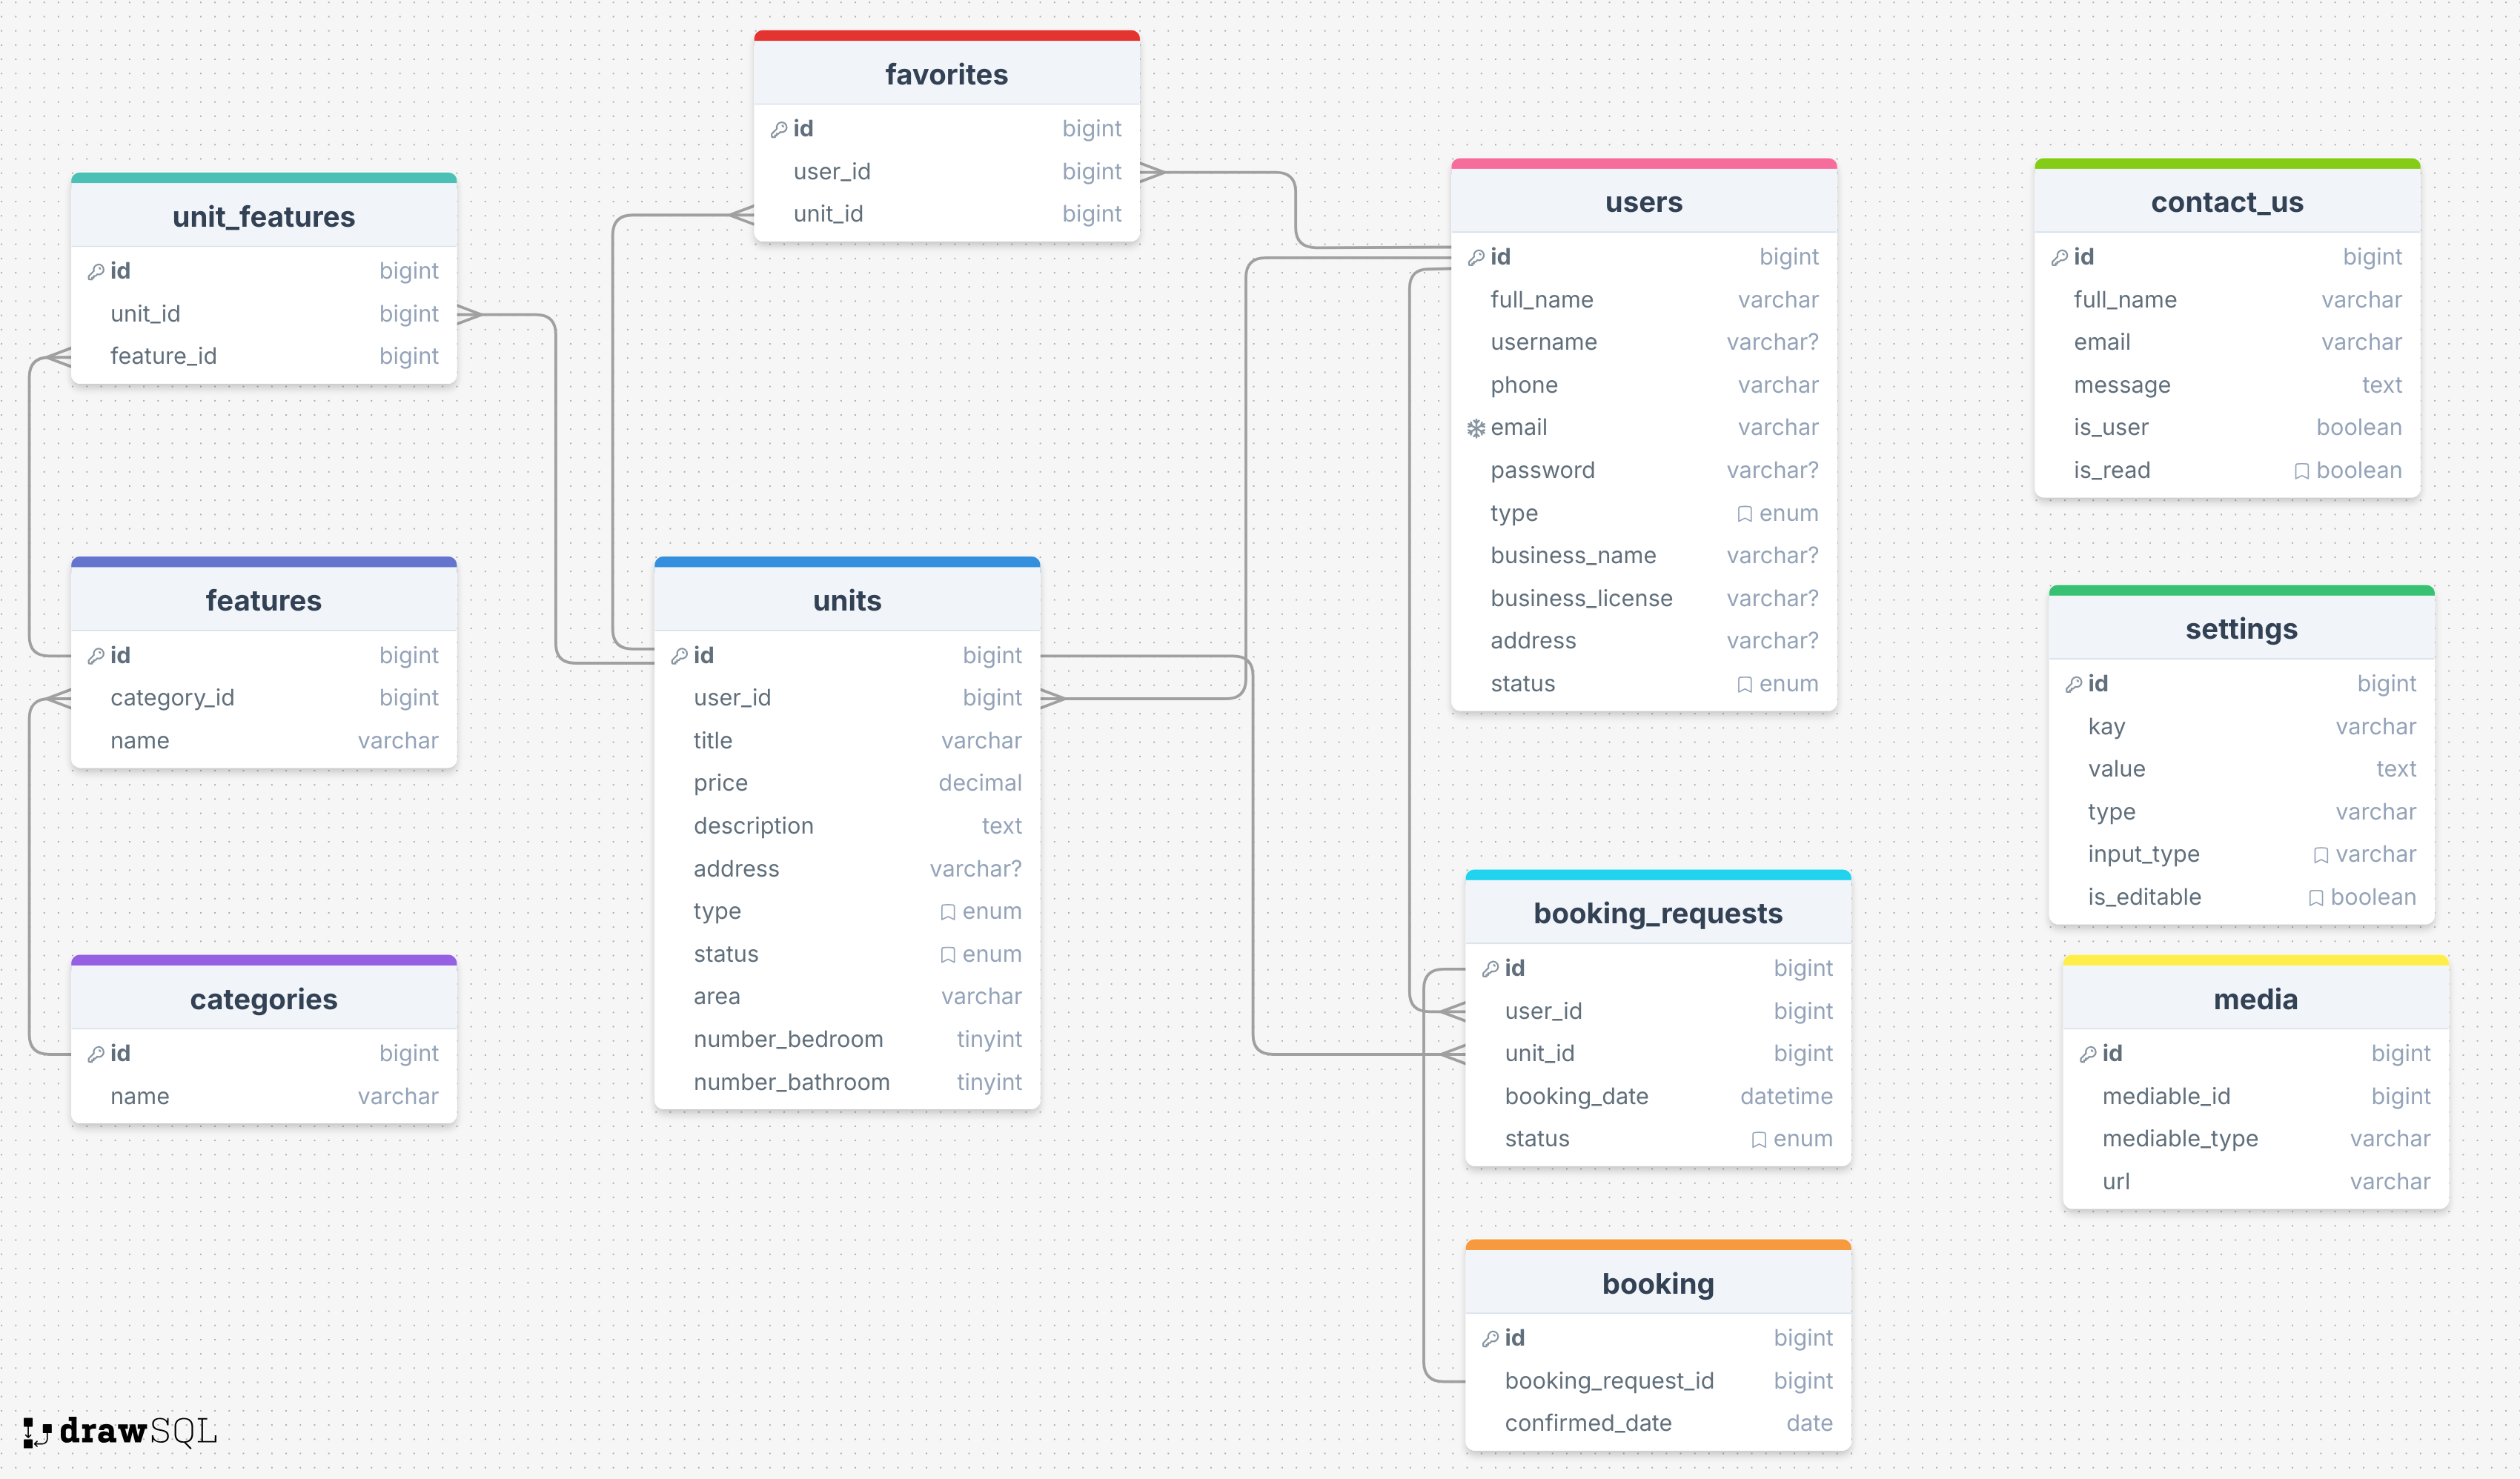 favorites
id bigint
user_id bigint
unit_id bigint
unit_features
id bigint
unit_id bigint
feature_id bigint
users
id bigint
full_name varchar
username varchar?
phone varchar
email varchar
password varchar?
type enum
business_name varchar?
business_license varchar?
address varchar?
status enum
contact_us
id bigint
full_name varchar
email varchar
message text
is_user boolean
is_read boolean
features
id bigint
category_id bigint
name varchar
units
id bigint
user_id bigint
title varchar
price decimal
description text
address varchar?
type enum
status enum
area varchar
number_bedroom tinyint
number_bathroom tinyint
settings
id bigint
kay varchar
value text
type varchar
input_type varchar
is_editable boolean
categories
id bigint
name varchar
booking_requests
id bigint
user_id bigint
unit_id bigint
booking_date datetime
status enum
media
id bigint
mediable_id bigint
mediable_type varchar
url varchar
booking
id bigint
booking_request_id bigint
confirmed_date date
drawSQL